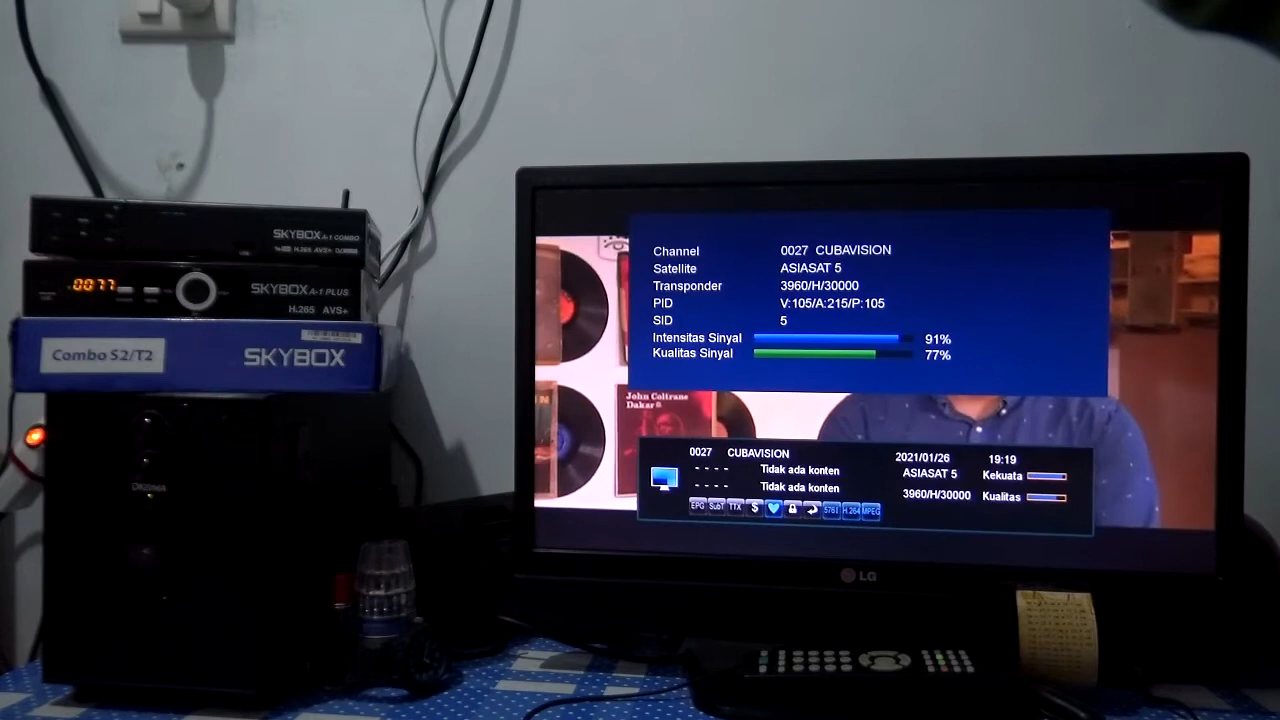 SKYBOX A-1 COMBO
H.265 AVS+
0077
SKYBOX A-1 PLUS
H.265 AVS+
Combo S2/T2
SKYBOX
John Coltrane
Dakar
Channel 0027 CUBAVISION
Satellite ASIASAT 5
Transponder 3960/H/30000
PID V:105/A:215/P:105
SID 5
Intensitas Sinyal 91%
Kualitas Sinyal 77%
0027 CUBAVISION 2021/01/26 19:19
- - - - Tidak ada konten ASIASAT 5 Kekuata
- - - - Tidak ada konten 3960/H/30000 Kualitas
EPG SubT TTX $ 576I H.264 MPEG
LG